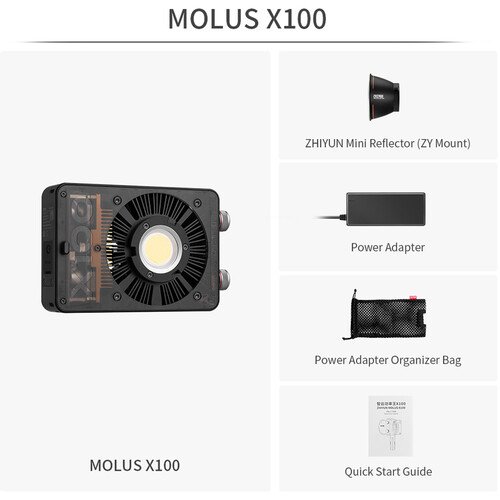 MOLUS X100
ZHIYUN Mini Reflector (ZY Mount)
Power Adapter
Power Adapter Organizer Bag
MOLUS X100
Quick Start Guide